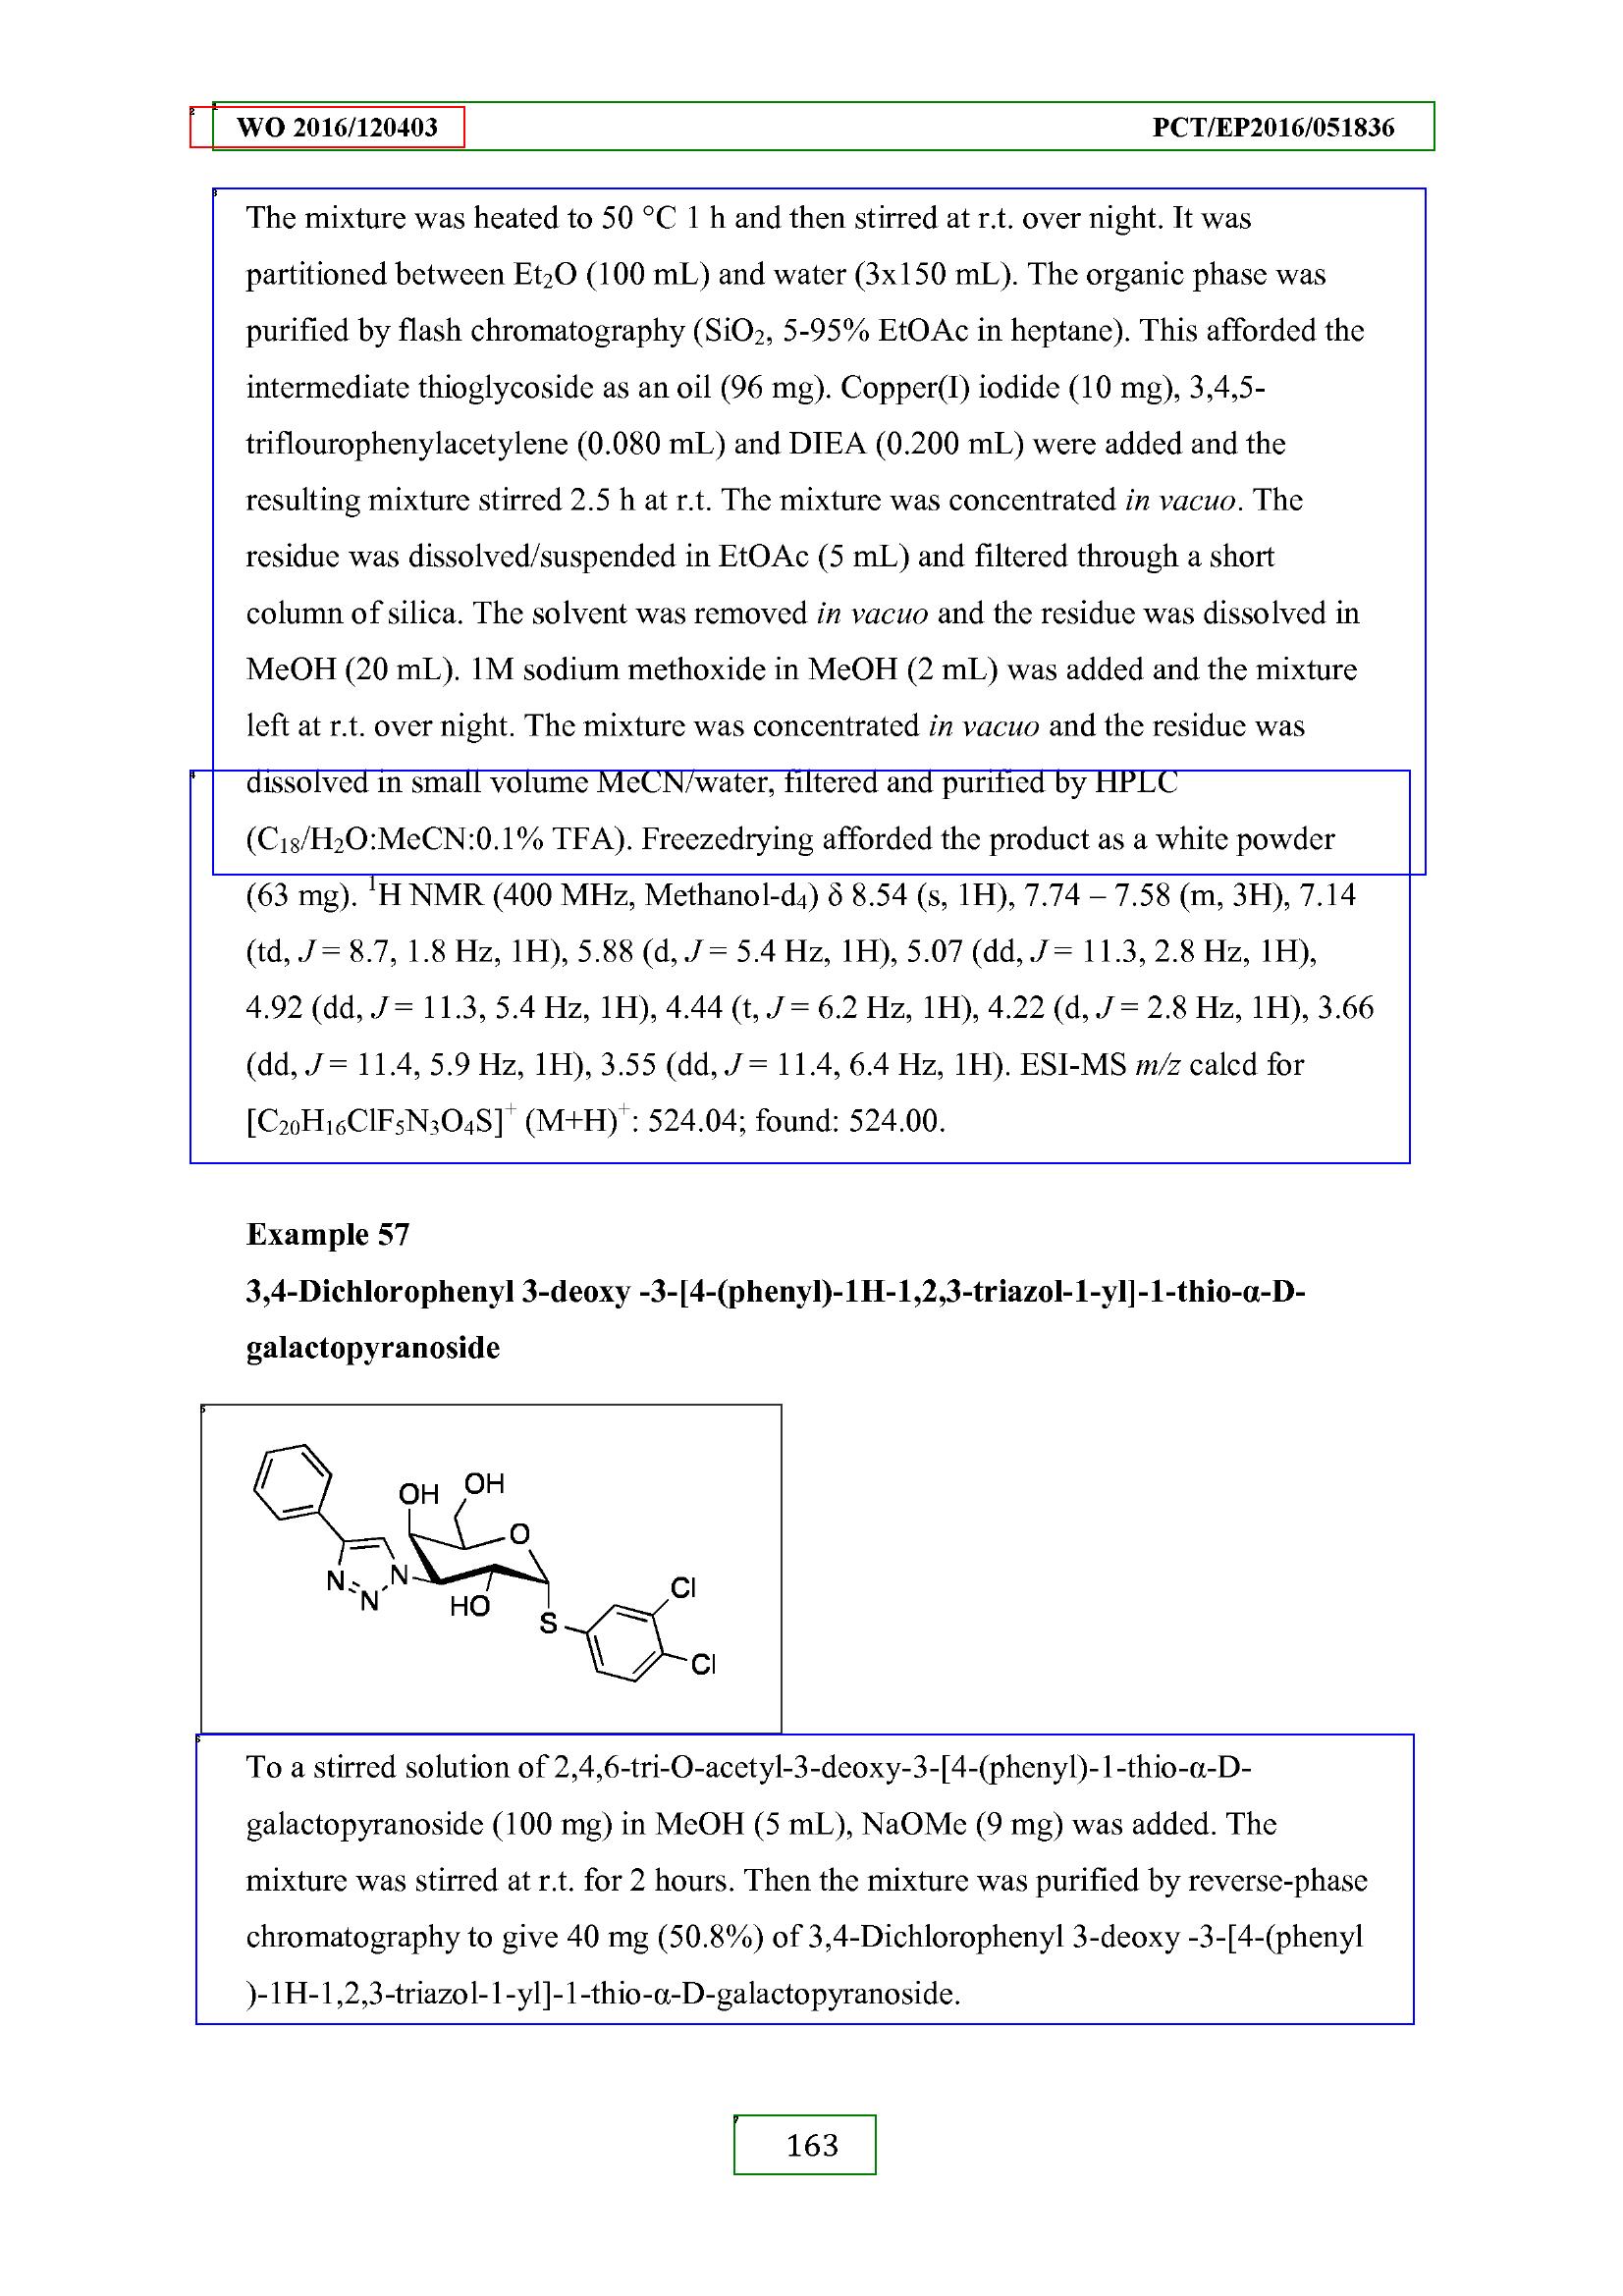 WO 2016/120403 PCT/EP2016/051836
The mixture was heated to 50 °C 1 h and then stirred at r.t. over night. It was
partitioned between Et₂O (100 mL) and water (3x150 mL). The organic phase was
purified by flash chromatography (SiO₂, 5-95% EtOAc in heptane). This afforded the
intermediate thioglycoside as an oil (96 mg). Copper(I) iodide (10 mg), 3,4,5-
triflourophenylacetylene (0.080 mL) and DIEA (0.200 mL) were added and the
resulting mixture stirred 2.5 h at r.t. The mixture was concentrated in vacuo. The
residue was dissolved/suspended in EtOAc (5 mL) and filtered through a short
column of silica. The solvent was removed in vacuo and the residue was dissolved in
MeOH (20 mL). 1M sodium methoxide in MeOH (2 mL) was added and the mixture
left at r.t. over night. The mixture was concentrated in vacuo and the residue was
dissolved in small volume MeCN/water, filtered and purified by HPLC
(C₁₈/H₂O:MeCN:0.1% TFA). Freezedrying afforded the product as a white powder
(63 mg). ¹H NMR (400 MHz, Methanol-d₄) δ 8.54 (s, 1H), 7.74 – 7.58 (m, 3H), 7.14
(td, J = 8.7, 1.8 Hz, 1H), 5.88 (d, J = 5.4 Hz, 1H), 5.07 (dd, J = 11.3, 2.8 Hz, 1H),
4.92 (dd, J = 11.3, 5.4 Hz, 1H), 4.44 (t, J = 6.2 Hz, 1H), 4.22 (d, J = 2.8 Hz, 1H), 3.66
(dd, J = 11.4, 5.9 Hz, 1H), 3.55 (dd, J = 11.4, 6.4 Hz, 1H). ESI-MS m/z calcd for
[C₂₀H₁₆ClF₅N₃O₄S]⁺ (M+H)⁺: 524.04; found: 524.00.
Example 57
3,4-Dichlorophenyl 3-deoxy -3-[4-(phenyl)-1H-1,2,3-triazol-1-yl]-1-thio-α-D-
galactopyranoside
OH OH
O
N N N
HO S Cl
Cl
To a stirred solution of 2,4,6-tri-O-acetyl-3-deoxy-3-[4-(phenyl)-1-thio-α-D-
galactopyranoside (100 mg) in MeOH (5 mL), NaOMe (9 mg) was added. The
mixture was stirred at r.t. for 2 hours. Then the mixture was purified by reverse-phase
chromatography to give 40 mg (50.8%) of 3,4-Dichlorophenyl 3-deoxy -3-[4-(phenyl
)-1H-1,2,3-triazol-1-yl]-1-thio-α-D-galactopyranoside.
163